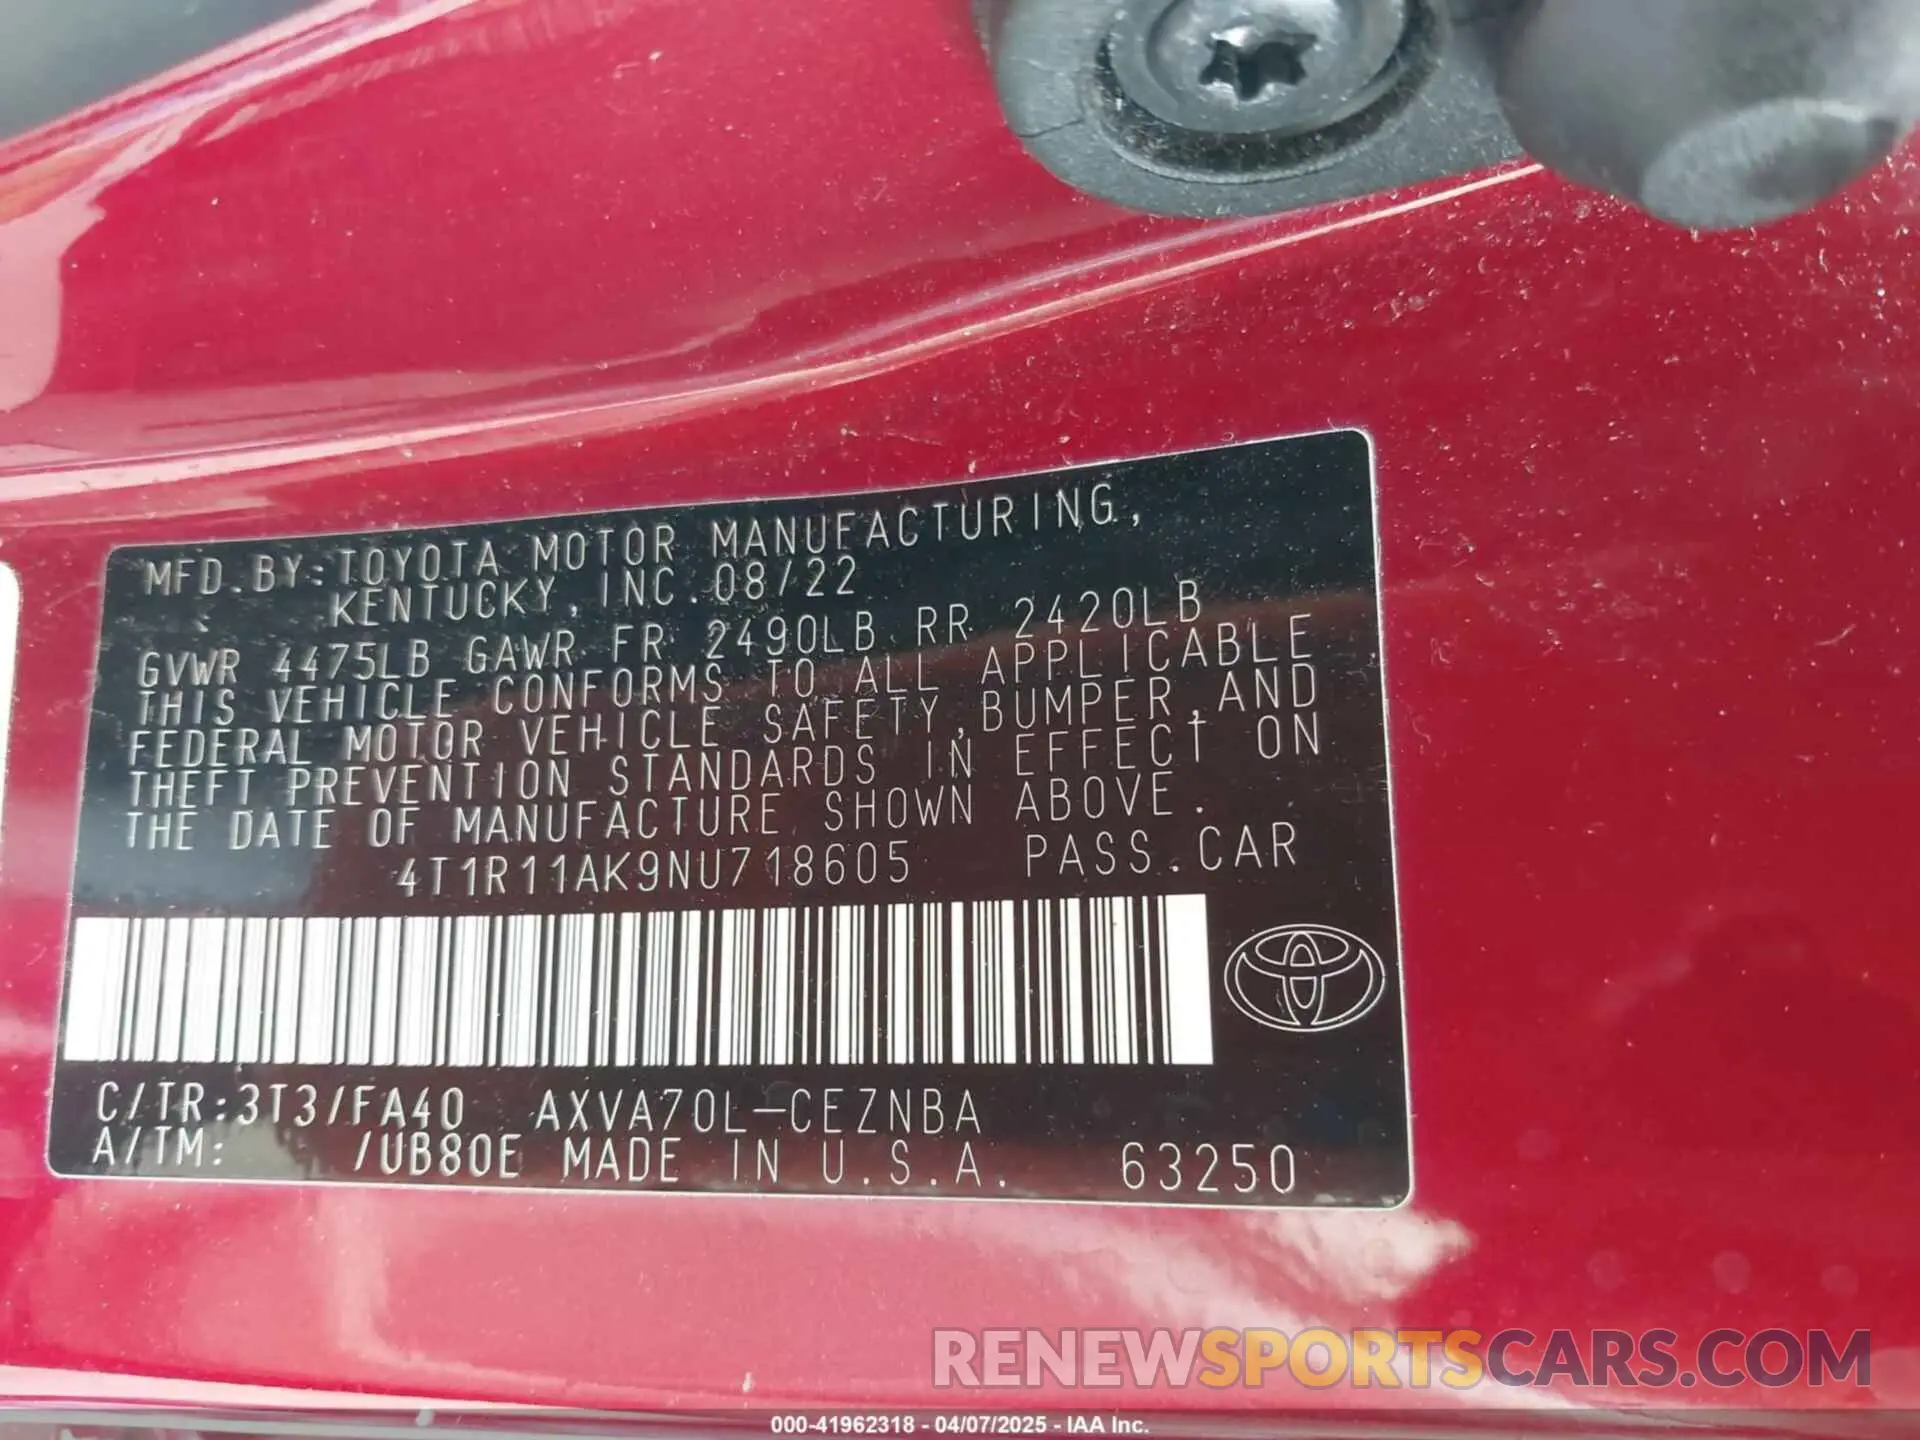 MFD.BY:TOYOTA MOTOR MANUFACTURING,
KENTUCKY, INC. 08/22
GVWR 4475LB GAWR FR 2490LB RR 2420LB
THIS VEHICLE CONFORMS TO ALL APPLICABLE
FEDERAL MOTOR VEHICLE SAFETY,BUMPER,AND
THEFT PREVENTION STANDARDS IN EFFECT ON
THE DATE OF MANUFACTURE SHOWN ABOVE.
4T1R11AK9NU718605 PASS.CAR
C/TR:3T3/FA40 AXVA70L-CEZNBA
A/TM: /UB80E MADE IN U.S.A. 63250
RENEWSPORTSCARS.COM
000-41962318 - 04/07/2025 - IAA Inc.